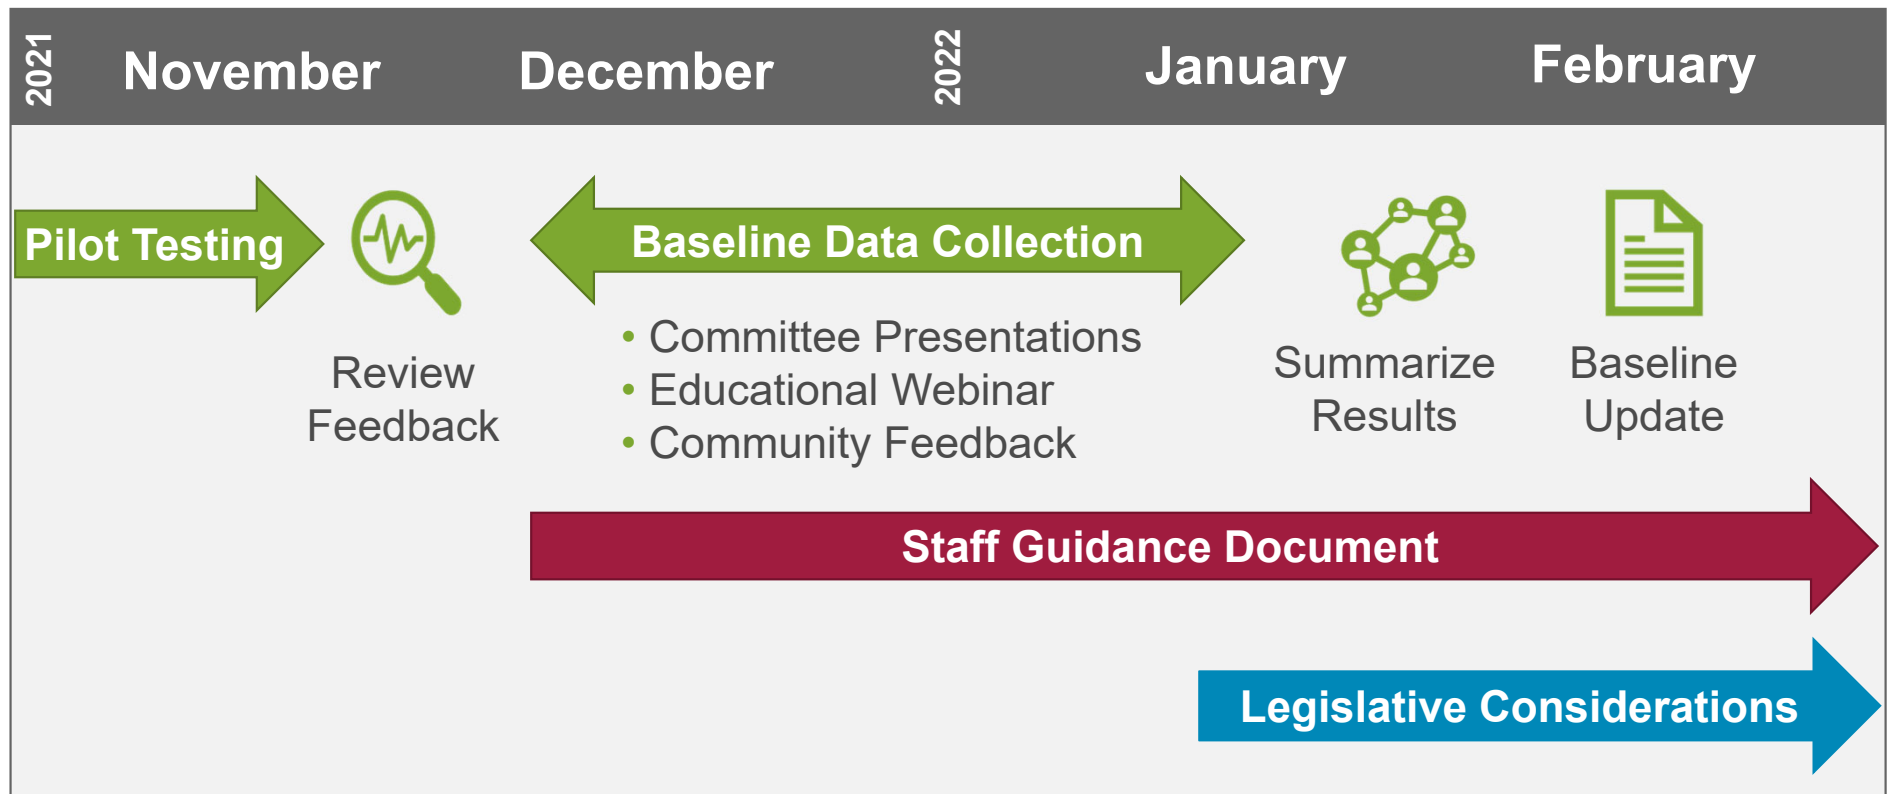 2021
November
December
2022
January
February
Pilot Testing
Baseline Data Collection
Review
Feedback
• Committee Presentations
• Educational Webinar
• Community Feedback
Summarize
Results
Baseline
Update
Staff Guidance Document
Legislative Considerations